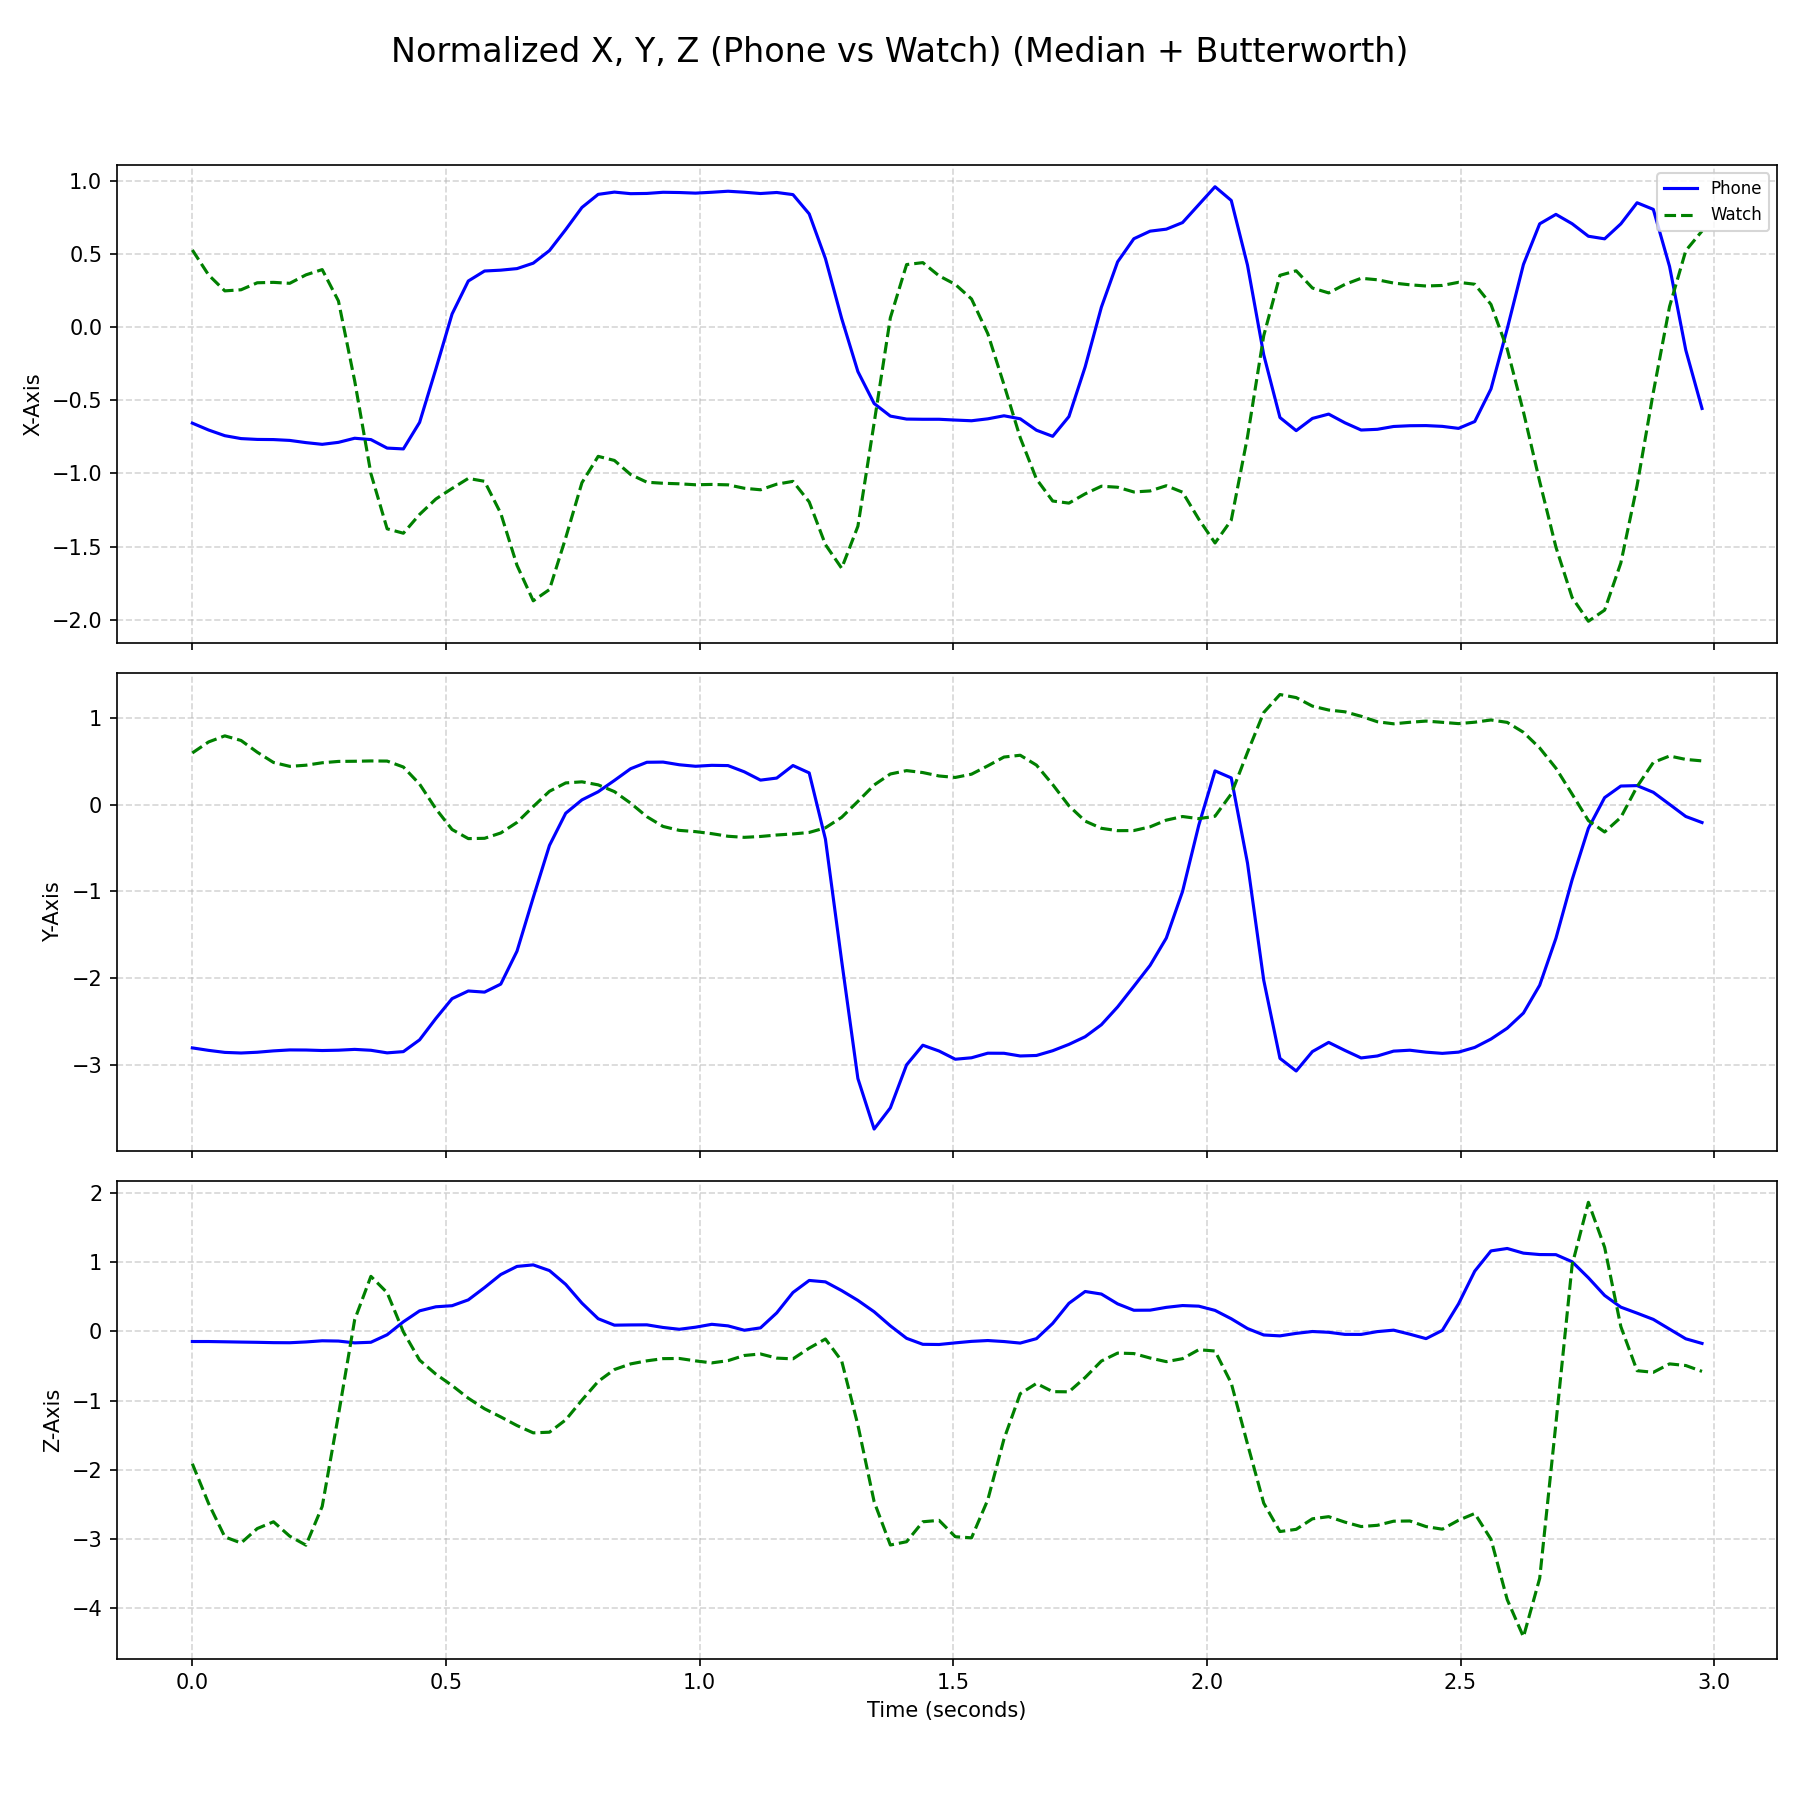 Normalized X, Y, Z (Phone vs Watch) (Median + Butterworth)
Phone
Watch
1.0
0.5
0.0
−0.5
−1.0
−1.5
−2.0
X-Axis
1
0
−1
−2
−3
Y-Axis
2
1
0
−1
−2
−3
−4
Z-Axis
0.0 0.5 1.0 1.5 2.0 2.5 3.0
Time (seconds)